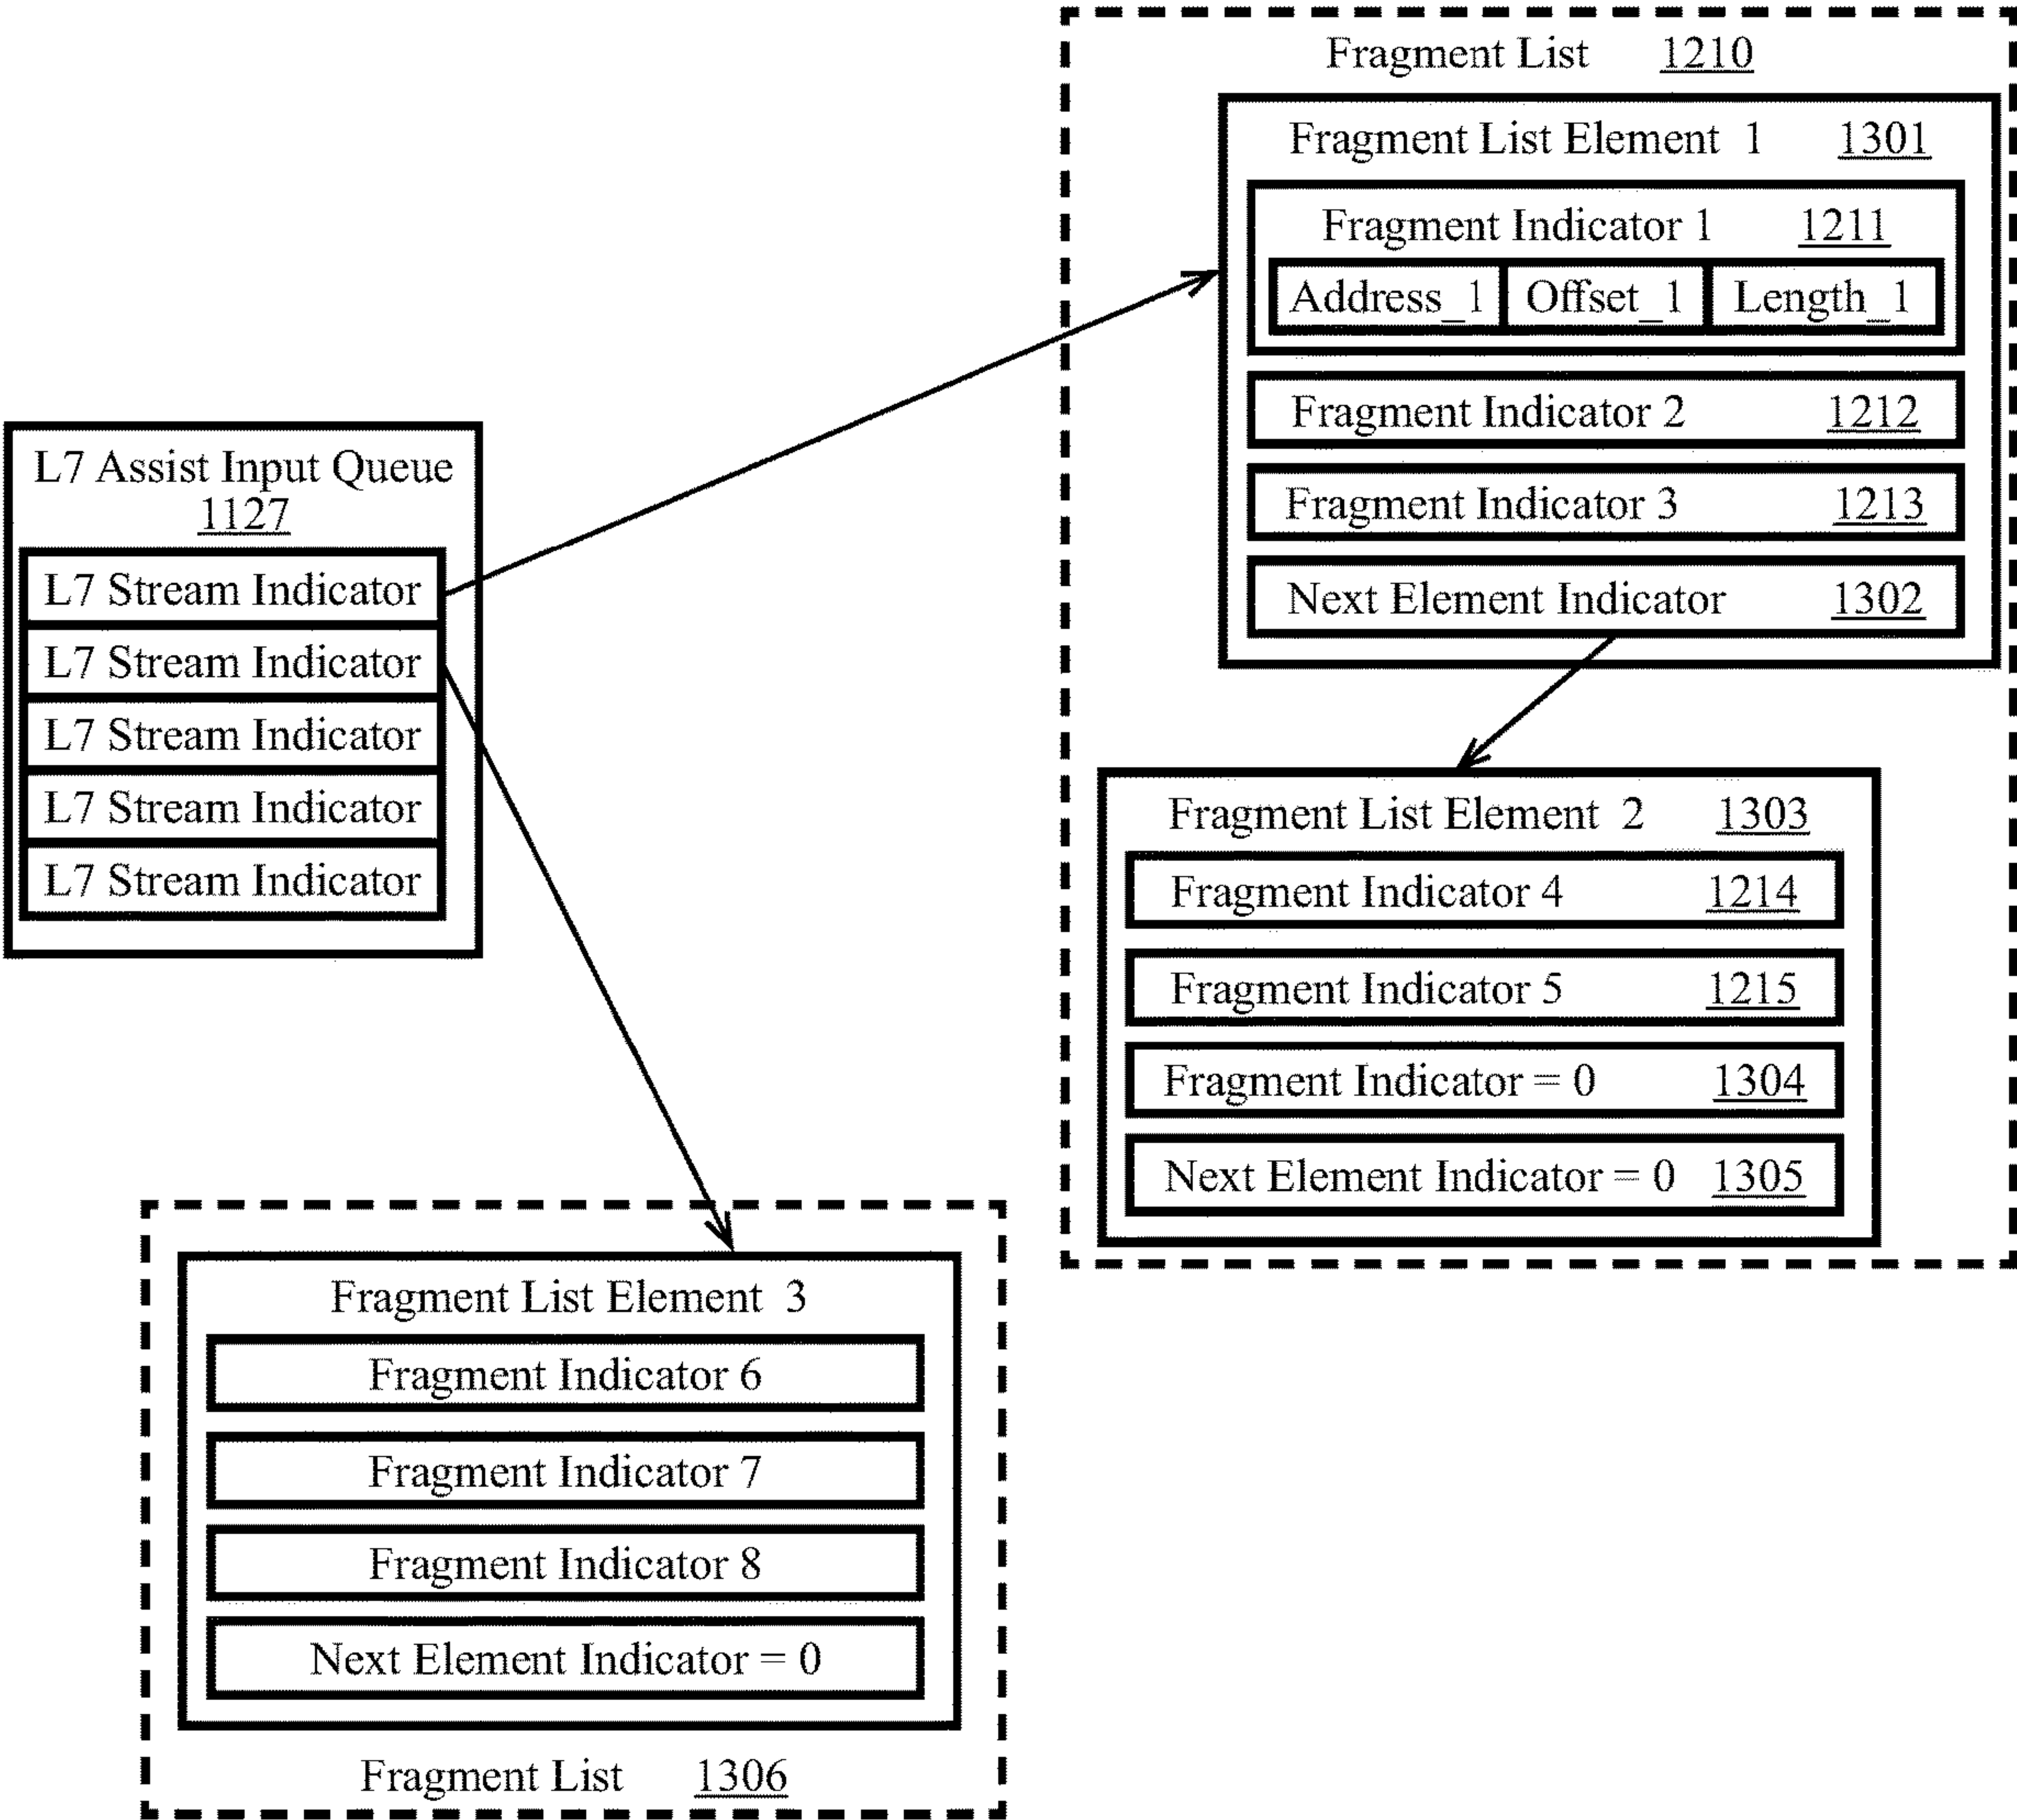 Fragment List 1210
Fragment List Element 1 1301
Fragment Indicator 1 1211
Address_1 Offset_1 Length_1
Fragment Indicator 2 1212
Fragment Indicator 3 1213
Next Element Indicator 1302
L7 Assist Input Queue
1127
L7 Stream Indicator
L7 Stream Indicator
L7 Stream Indicator
L7 Stream Indicator
L7 Stream Indicator
Fragment List Element 2 1303
Fragment Indicator 4 1214
Fragment Indicator 5 1215
Fragment Indicator = 0 1304
Next Element Indicator = 0 1305
Fragment List Element 3
Fragment Indicator 6
Fragment Indicator 7
Fragment Indicator 8
Next Element Indicator = 0
Fragment List 1306